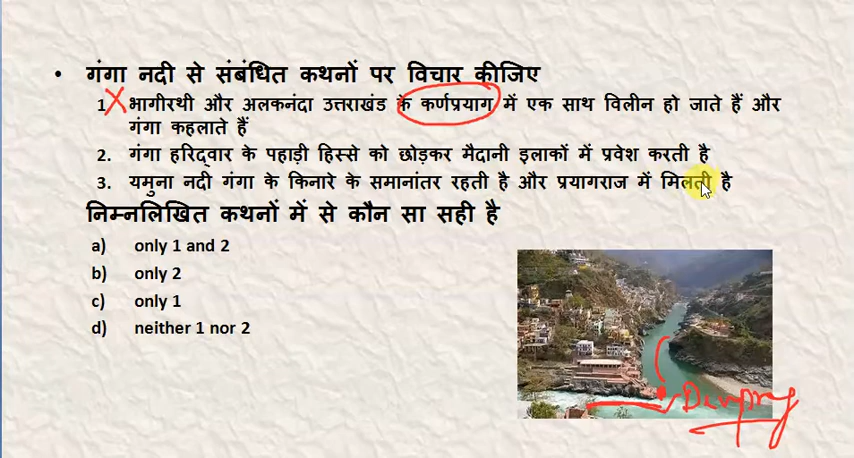 • गंगा नदी से संबंधित कथनों पर विचार कीजिए
1. भागीरथी और अलकनंदा उत्तराखंड के कर्णप्रयाग में एक साथ विलीन हो जाते हैं और
गंगा कहलाते हैं
2. गंगा हरिद्वार के पहाड़ी हिस्से को छोड़कर मैदानी इलाकों में प्रवेश करती है
3. यमुना नदी गंगा के किनारे के समानांतर रहती है और प्रयागराज में मिलती है
निम्नलिखित कथनों में से कौन सा सही है
a) only 1 and 2
b) only 2
c) only 1
d) neither 1 nor 2